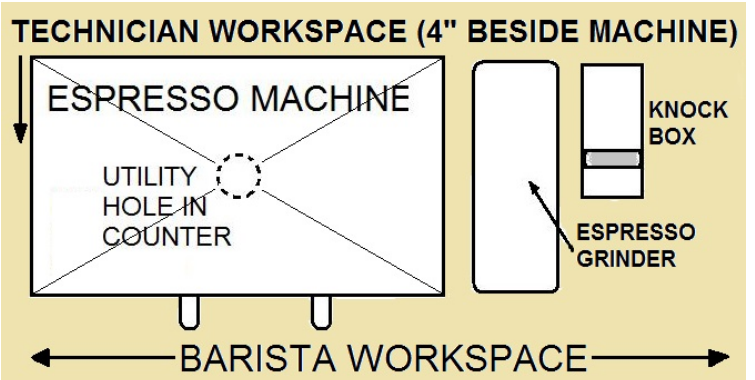 TECHNICIAN WORKSPACE (4" BESIDE MACHINE)
ESPRESSO MACHINE
UTILITY
HOLE IN
COUNTER
KNOCK
BOX
ESPRESSO
GRINDER
BARISTA WORKSPACE